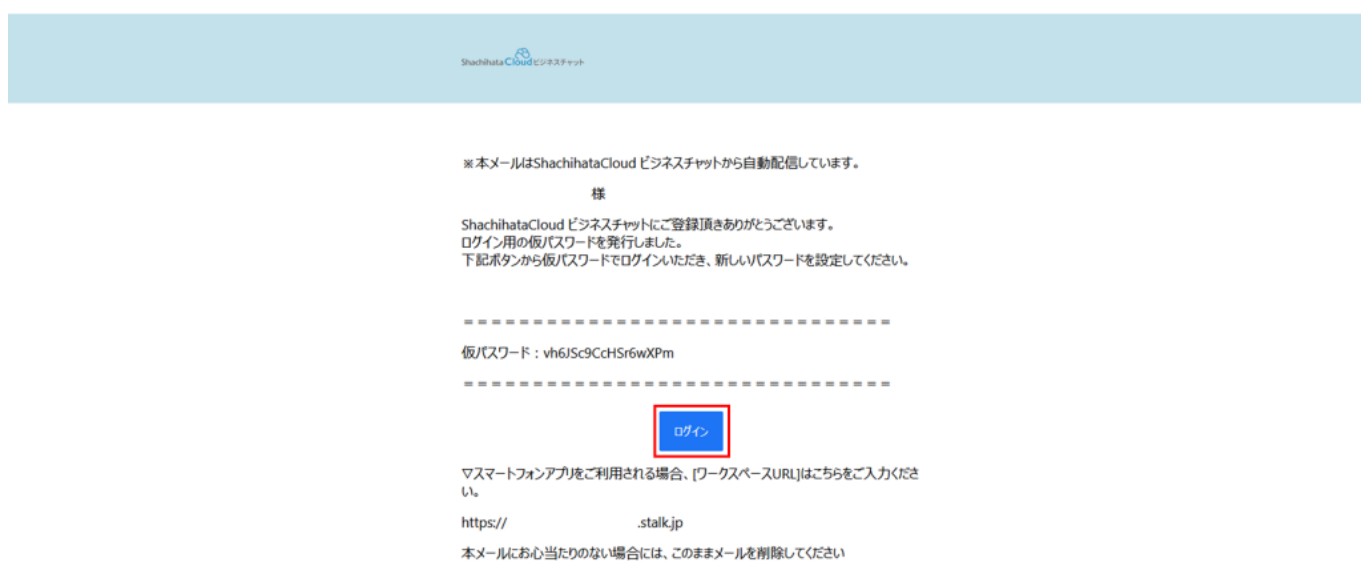 ShachihataCloudビジネスチャット
※本メールはShachihataCloud ビジネスチャットから自動配信しています。
様
ShachihataCloud ビジネスチャットにご登録頂きありがとうございます。
ログイン用の仮パスワードを発行しました。
下記ボタンから仮パスワードでログインいただき、新しいパスワードを設定してください。
===============================
仮パスワード：vh6JSc9CcHSr6wXPm
===============================
ログイン
▽スマートフォンアプリをご利用される場合、[ワークスペースURL]はこちらをご入力くださ
い。
https:// .stalk.jp
本メールにお心当たりのない場合には、このままメールを削除してください